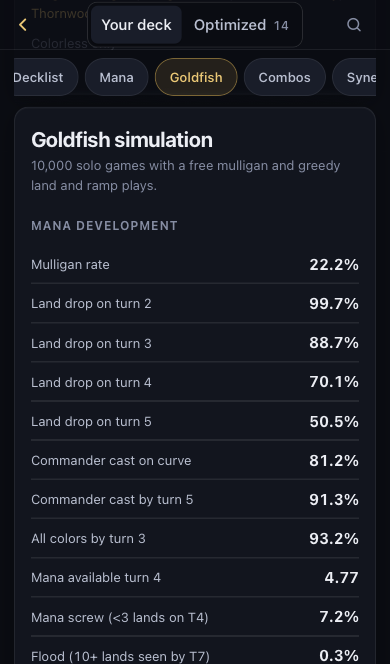 Thornwoo
Your deck
Optimized 14
Colorless
Decklist
Mana
Goldfish
Combos
Syne
Goldfish simulation
10,000 solo games with a free mulligan and greedy
land and ramp plays.
MANA DEVELOPMENT
Mulligan rate 22.2%
Land drop on turn 2 99.7%
Land drop on turn 3 88.7%
Land drop on turn 4 70.1%
Land drop on turn 5 50.5%
Commander cast on curve 81.2%
Commander cast by turn 5 91.3%
All colors by turn 3 93.2%
Mana available turn 4 4.77
Mana screw (<3 lands on T4) 7.2%
Flood (10+ lands seen by T7) 0.3%